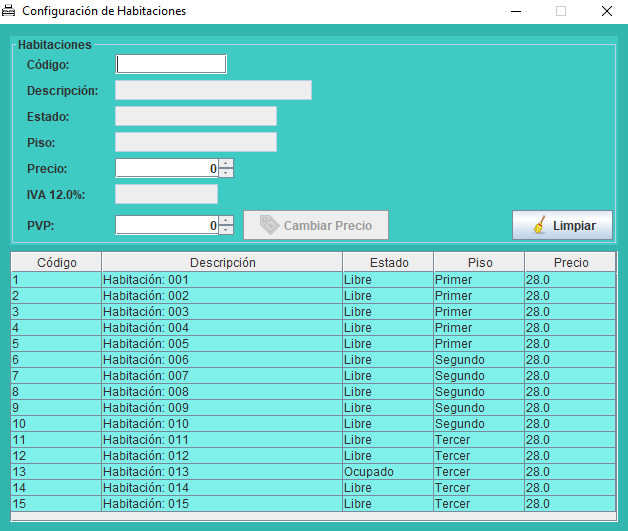 Configuración de Habitaciones
Habitaciones
Código:
Descripción:
Estado:
Piso:
Precio: 0
IVA 12.0%:
PVP: 0 Cambiar Precio Limpiar
Código Descripción Estado Piso Precio
1 Habitación: 001 Libre Primer 28.0
2 Habitación: 002 Libre Primer 28.0
3 Habitación: 003 Libre Primer 28.0
4 Habitación: 004 Libre Primer 28.0
5 Habitación: 005 Libre Primer 28.0
6 Habitación: 006 Libre Segundo 28.0
7 Habitación: 007 Libre Segundo 28.0
8 Habitación: 008 Libre Segundo 28.0
9 Habitación: 009 Libre Segundo 28.0
10 Habitación: 010 Libre Segundo 28.0
11 Habitación: 011 Libre Tercer 28.0
12 Habitación: 012 Libre Tercer 28.0
13 Habitación: 013 Ocupado Tercer 28.0
14 Habitación: 014 Libre Tercer 28.0
15 Habitación: 015 Libre Tercer 28.0